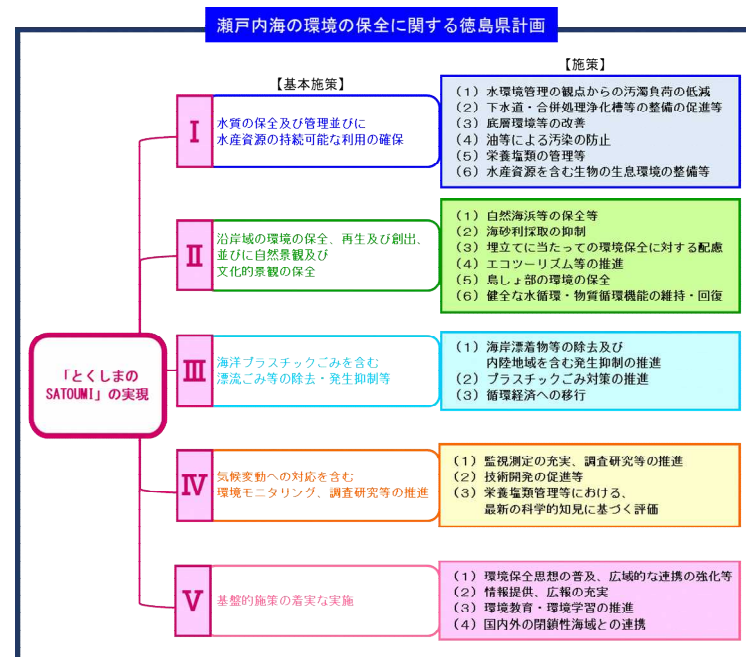 瀬戸内海の環境の保全に関する徳島県計画
【基本施策】
【施策】
「とくしまの
SATOUMI」の実現
Ⅰ
水質の保全及び管理並びに
水産資源の持続可能な利用の確保
(1) 水環境管理の観点からの汚濁負荷の低減
(2) 下水道・合併処理浄化槽等の整備の促進等
(3) 底層環境等の改善
(4) 油等による汚染の防止
(5) 栄養塩類の管理等
(6) 水産資源を含む生物の生息環境の整備等
Ⅱ
沿岸域の環境の保全、再生及び創出、
並びに自然景観及び
文化的景観の保全
(1) 自然海浜等の保全等
(2) 海砂利採取の抑制
(3) 埋立てに当たっての環境保全に対する配慮
(4) エコツーリズム等の推進
(5) 島しょ部の環境の保全
(6) 健全な水循環・物質循環機能の維持・回復
Ⅲ
海洋プラスチックごみを含む
漂流ごみ等の除去・発生抑制等
(1) 海岸漂着物等の除去及び
内陸地域を含む発生抑制の推進
(2) プラスチックごみ対策の推進
(3) 循環経済への移行
Ⅳ
気候変動への対応を含む
環境モニタリング、調査研究等の推進
(1) 監視測定の充実、調査研究等の推進
(2) 技術開発の促進等
(3) 栄養塩類管理等における、
最新の科学的知見に基づく評価
Ⅴ
基盤的施策の着実な実施
(1) 環境保全思想の普及、広域的な連携の強化等
(2) 情報提供、広報の充実
(3) 環境教育・環境学習の推進
(4) 国内外の閉鎖性海域との連携